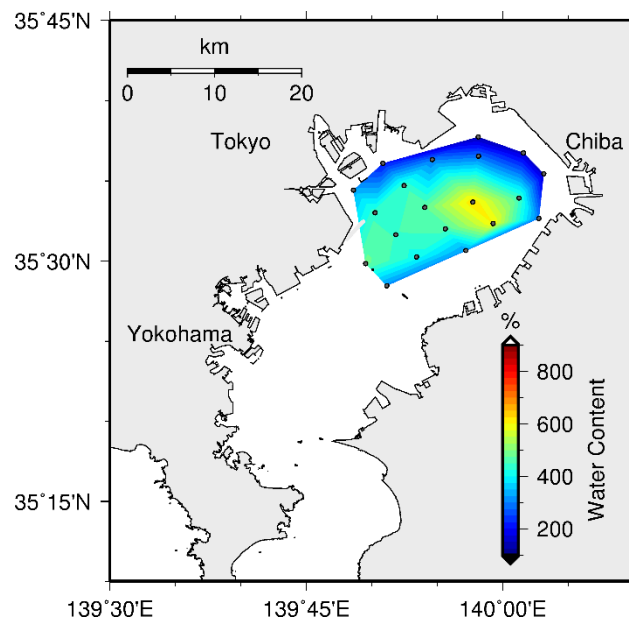 35°45'N
km
0 10 20
Tokyo
Chiba
35°30'N
Yokohama
%
800
600
400
200
Water Content
35°15'N
139°30'E
139°45'E
140°00'E